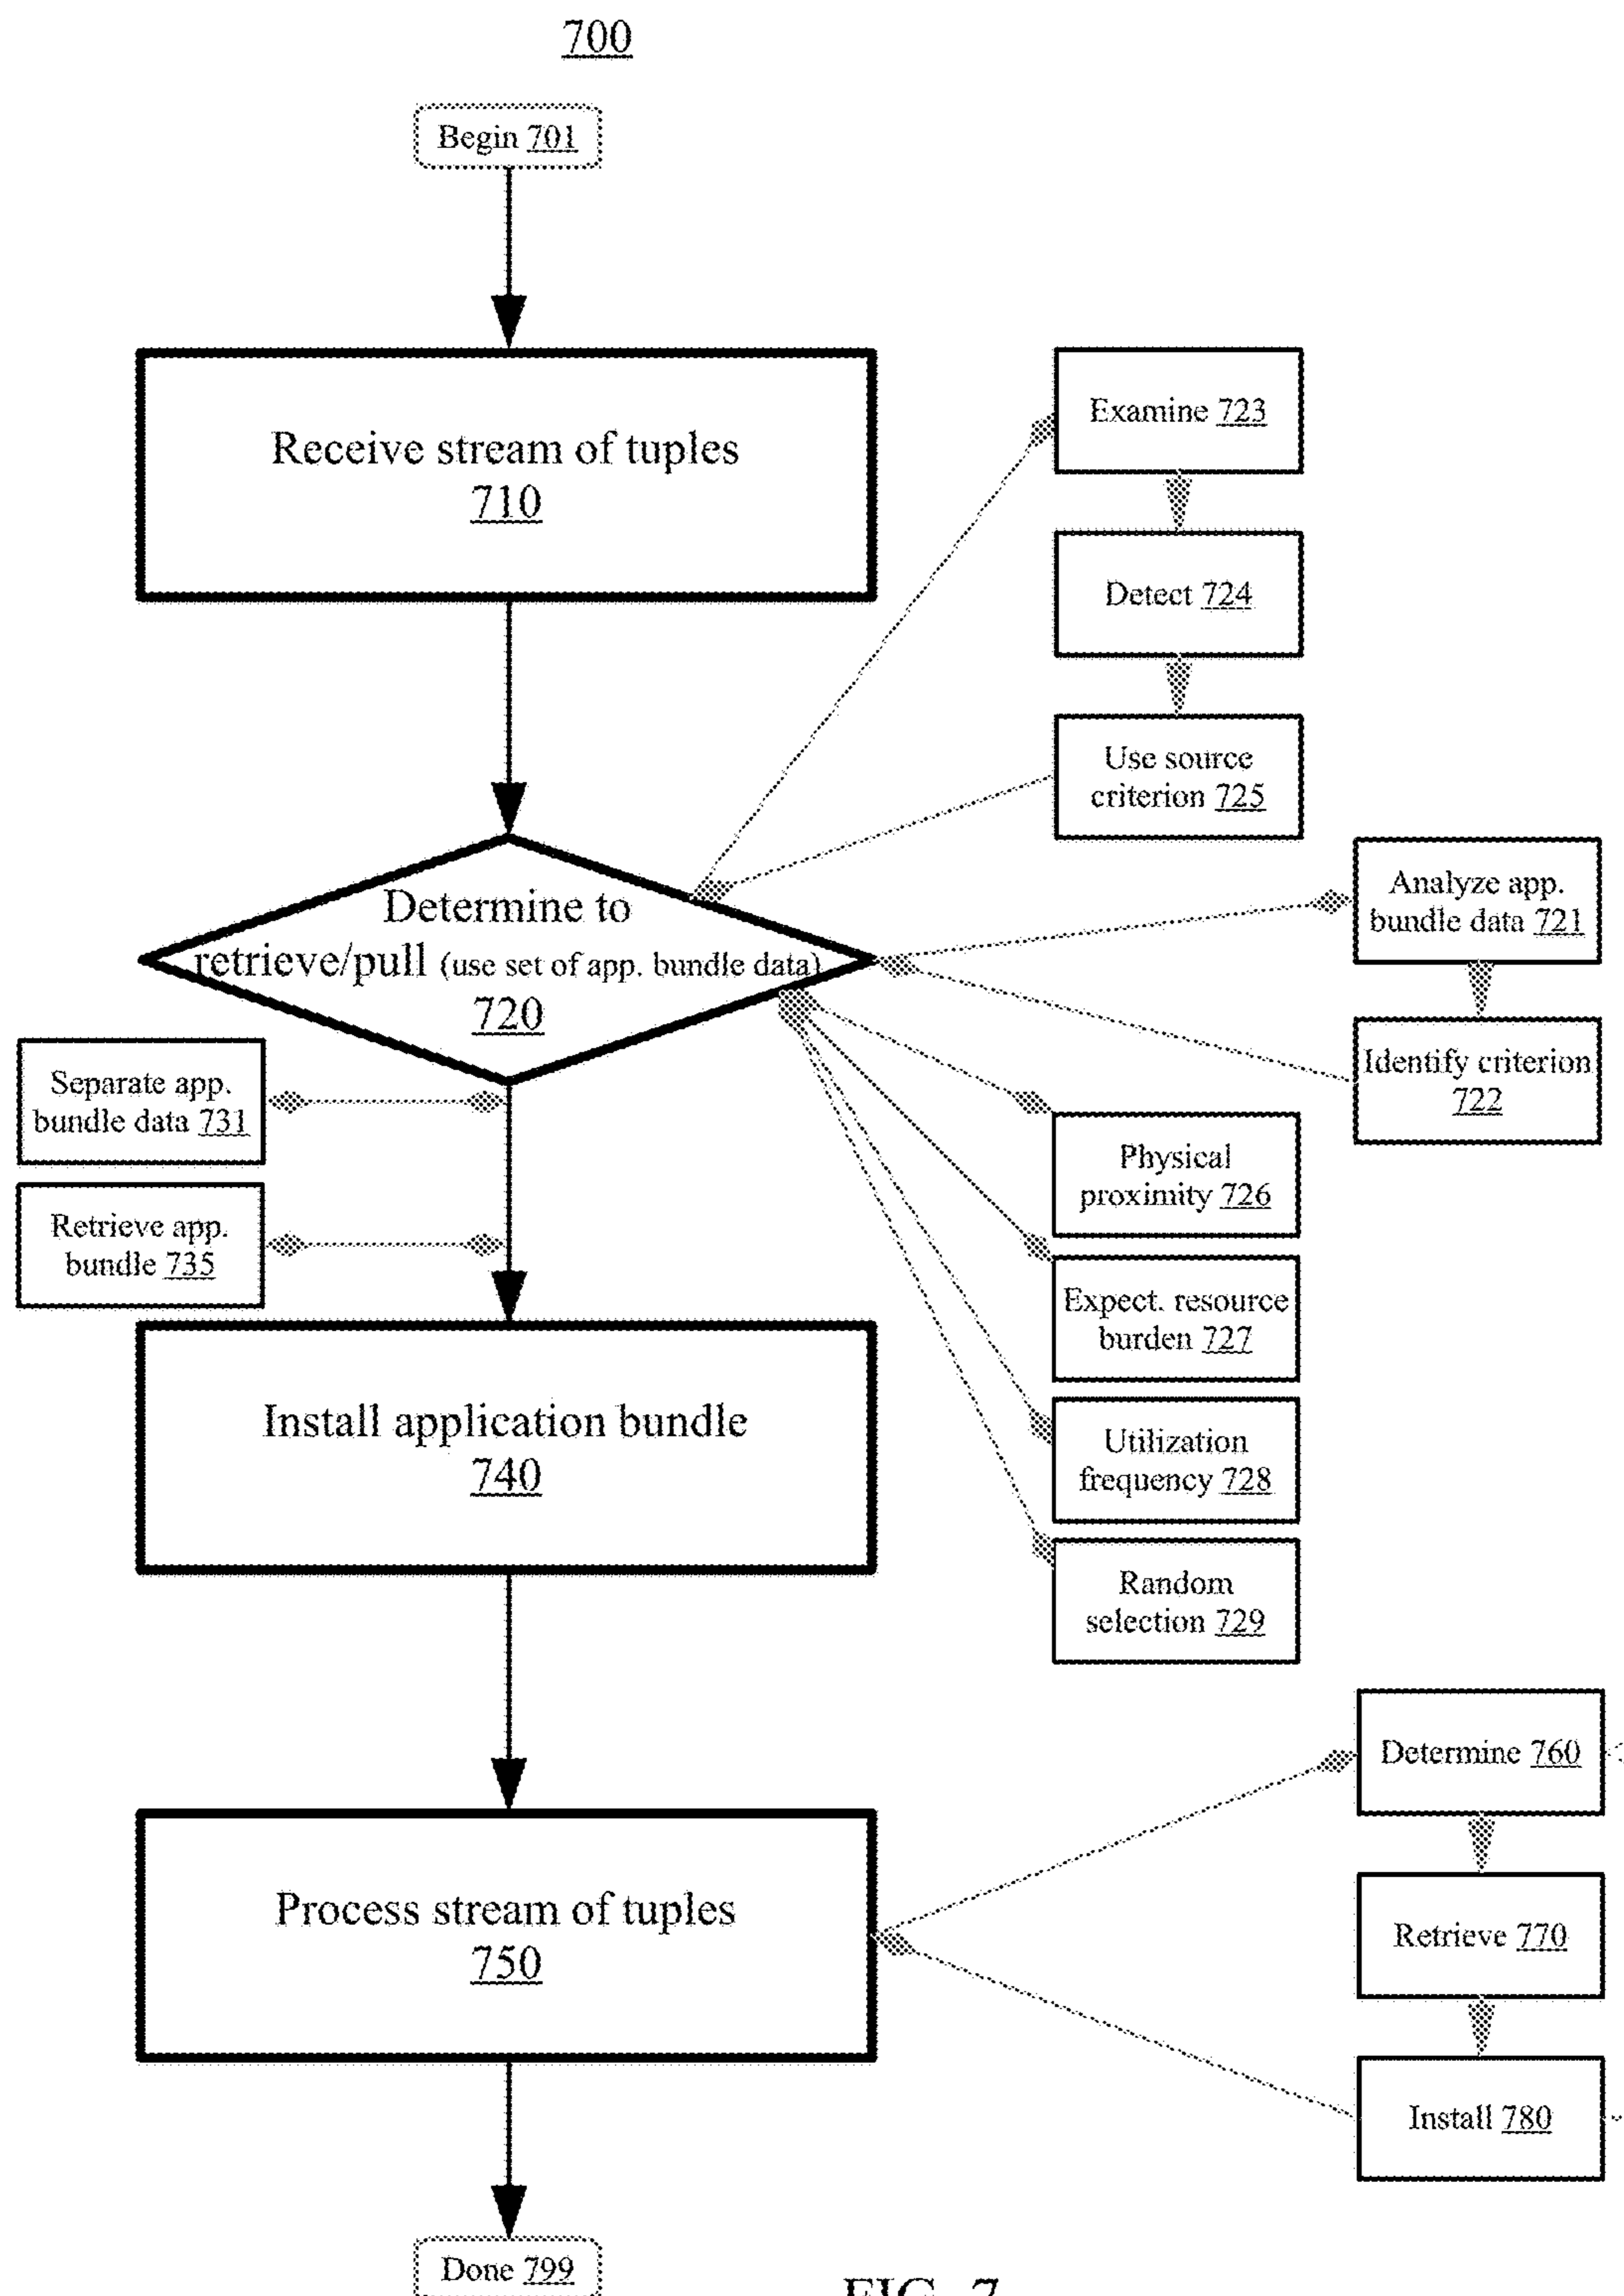 700
Begin 701
Receive stream of tuples
710
Examine 723
Detect 724
Use source
criterion 725
Determine to
retrieve/pull (use set of app. bundle data)
720
Analyze app.
bundle data 721
Identify criterion
722
Separate app.
bundle data 731
Retrieve app.
bundle 735
Physical
proximity 726
Expect. resource
burden 727
Utilization
frequency 728
Random
selection 729
Install application bundle
740
Process stream of tuples
750
Determine 760
Retrieve 770
Install 780
Done 799
FIG. 7